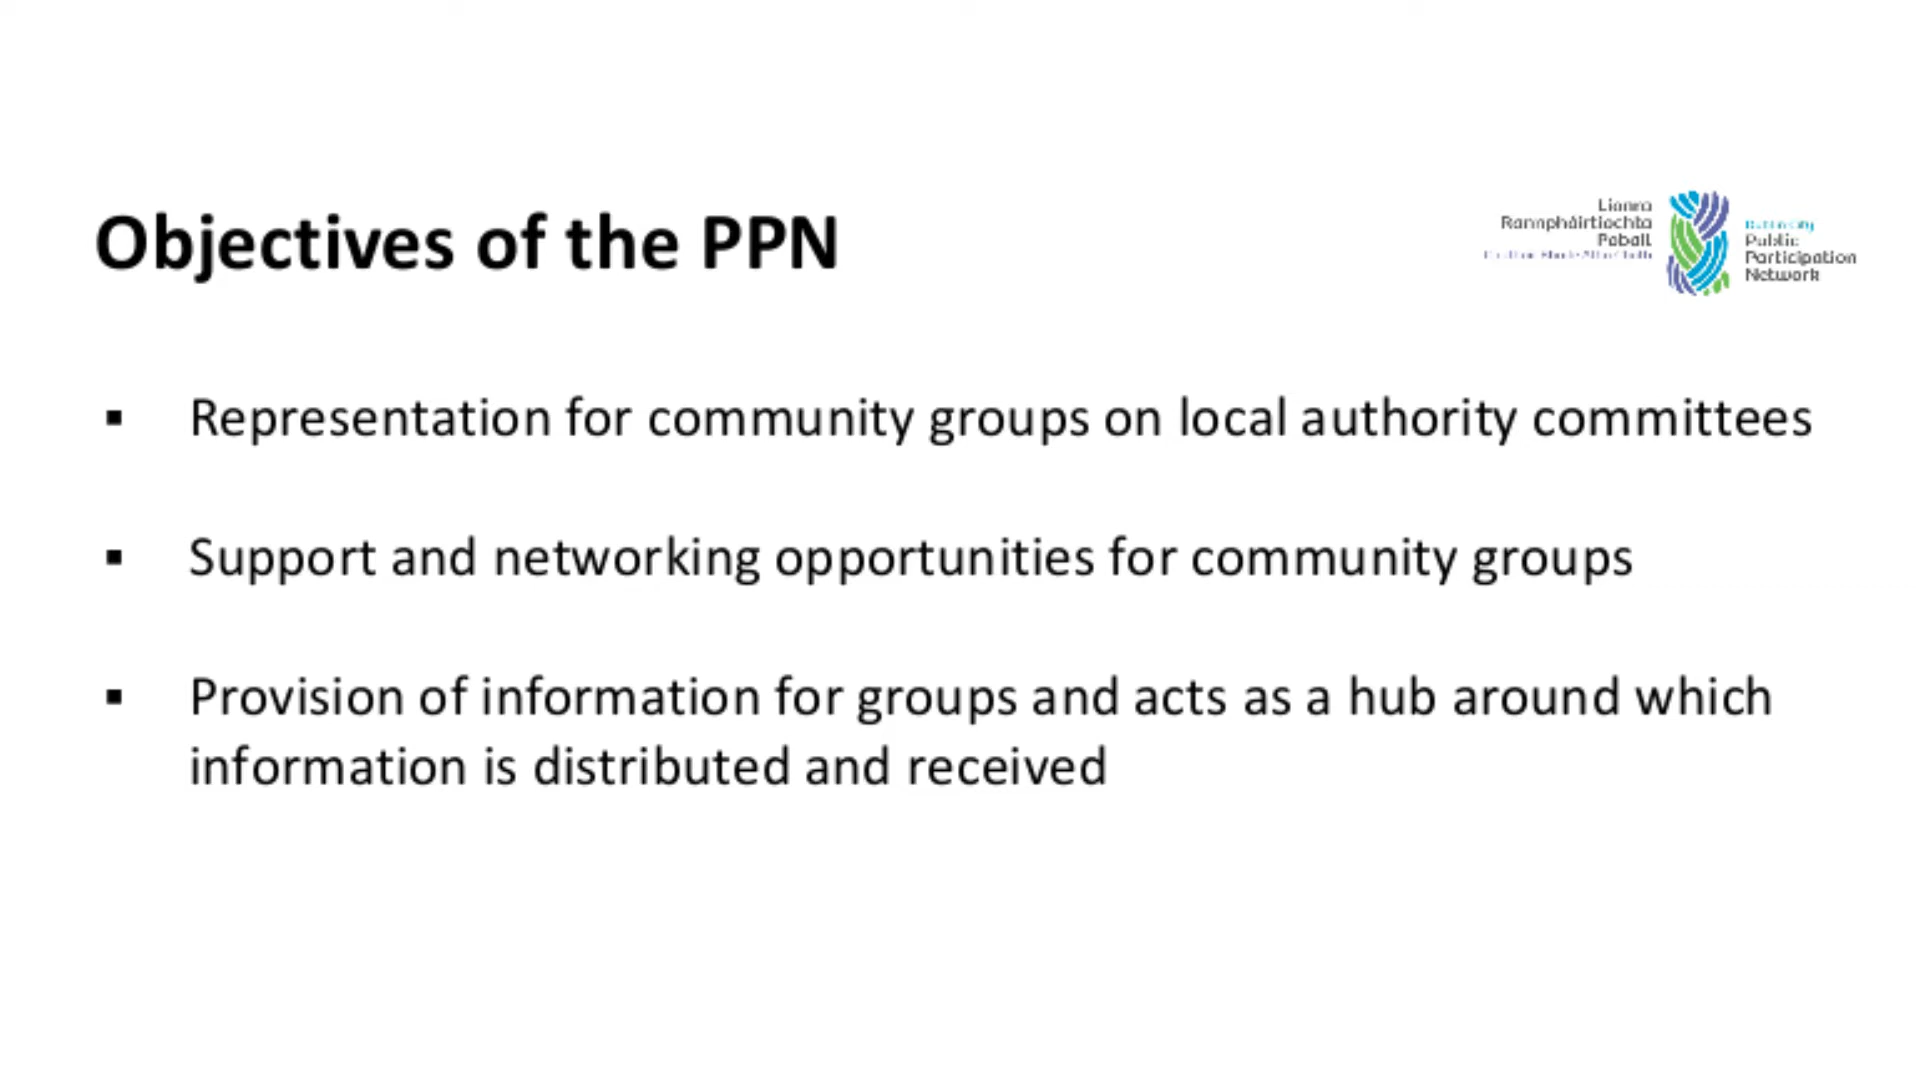 Objectives of the PPN
Líonra
Rannpháirtíochta
Pobail
Dublin City
Public
Participation
Network
▪ Representation for community groups on local authority committees
▪ Support and networking opportunities for community groups
▪ Provision of information for groups and acts as a hub around which
information is distributed and received